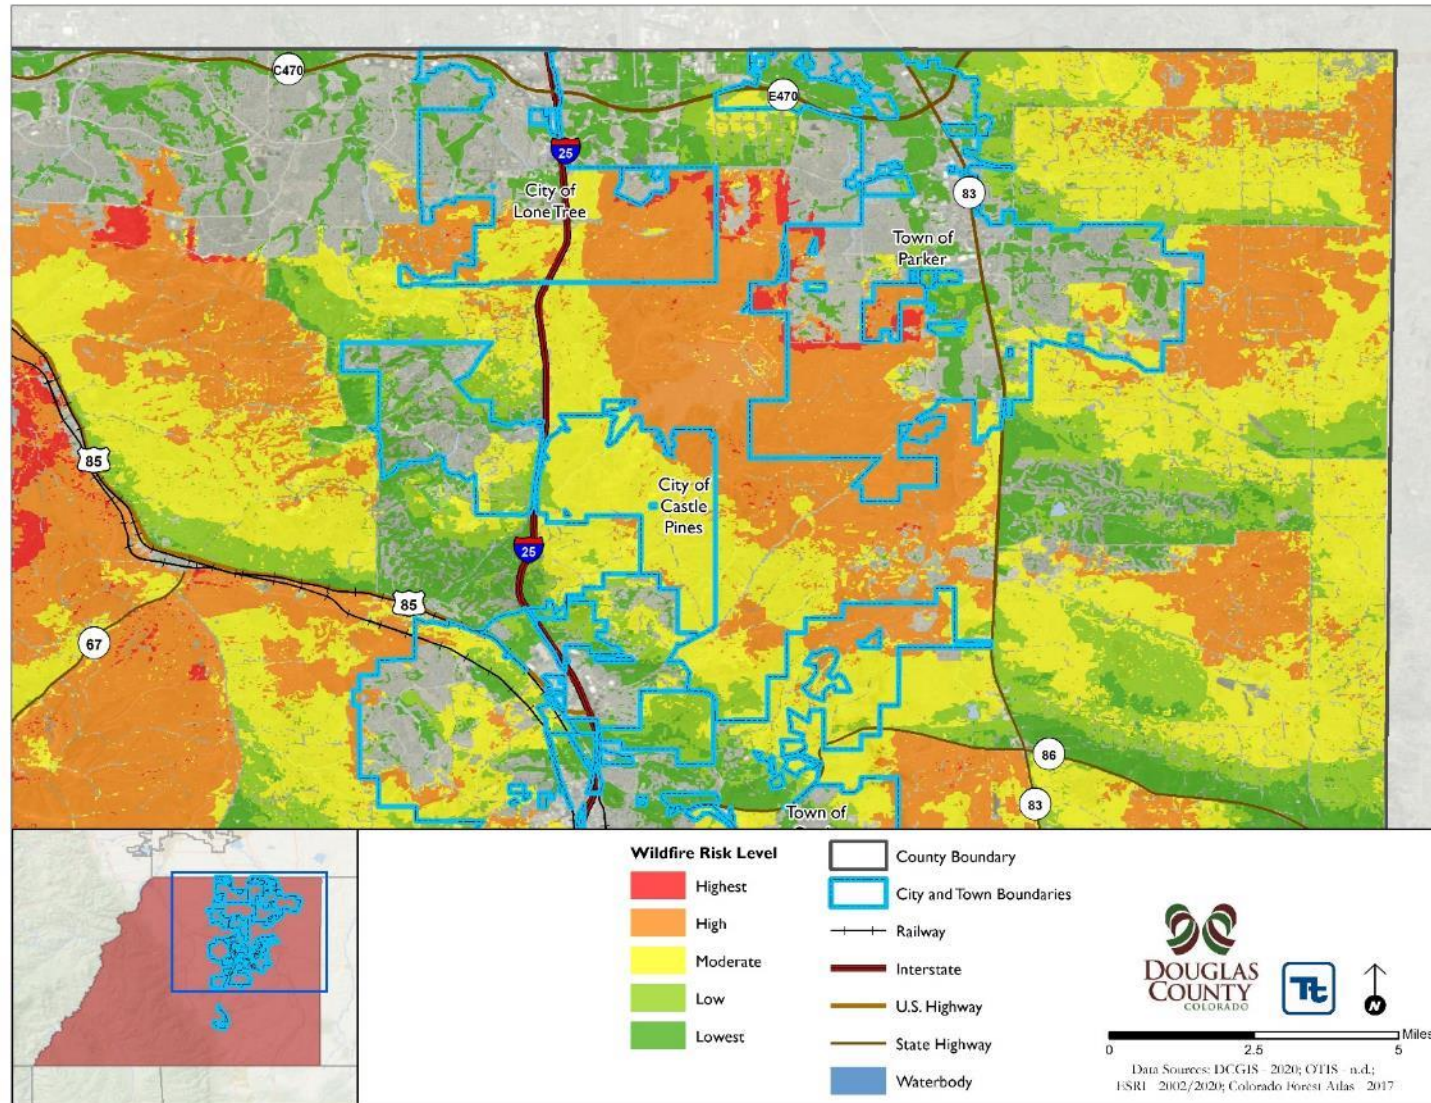 C470
E470
25
City of
Lone Tree
83
Town of
Parker
85
City of
Castle
Pines
25
85
67
86
83
Town of
Wildfire Risk Level
Highest
High
Moderate
Low
Lowest
County Boundary
City and Town Boundaries
Railway
Interstate
U.S. Highway
State Highway
Waterbody
DOUGLAS
COUNTY
COLORADO
Tt
N
Miles
0
2.5
5
Data Sources: DCGIS - 2020; OTIS - n.d.;
ESRI - 2002/2020; Colorado Forest Atlas - 2017